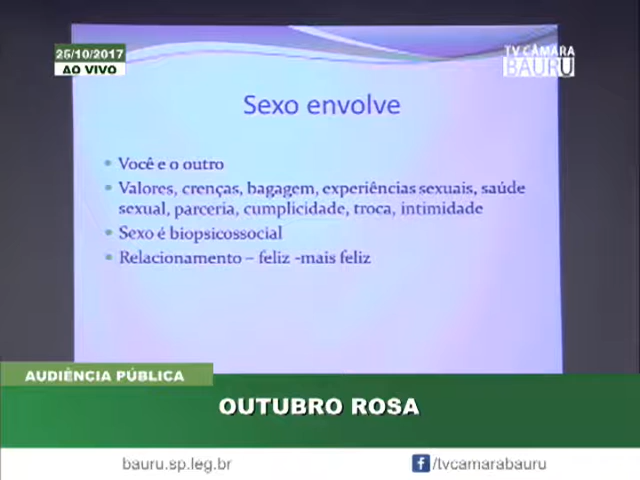 25/10/2017
AO VIVO
TV CÂMARA
BAURU
Sexo envolve
Você e o outro
Valores, crenças, bagagem, experiências sexuais, saúde
sexual, parceria, cumplicidade, troca, intimidade
Sexo é biopsicossocial
Relacionamento – feliz -mais feliz
AUDIÊNCIA PÚBLICA
OUTUBRO ROSA
bauru.sp.leg.br
/tvcamarabauru